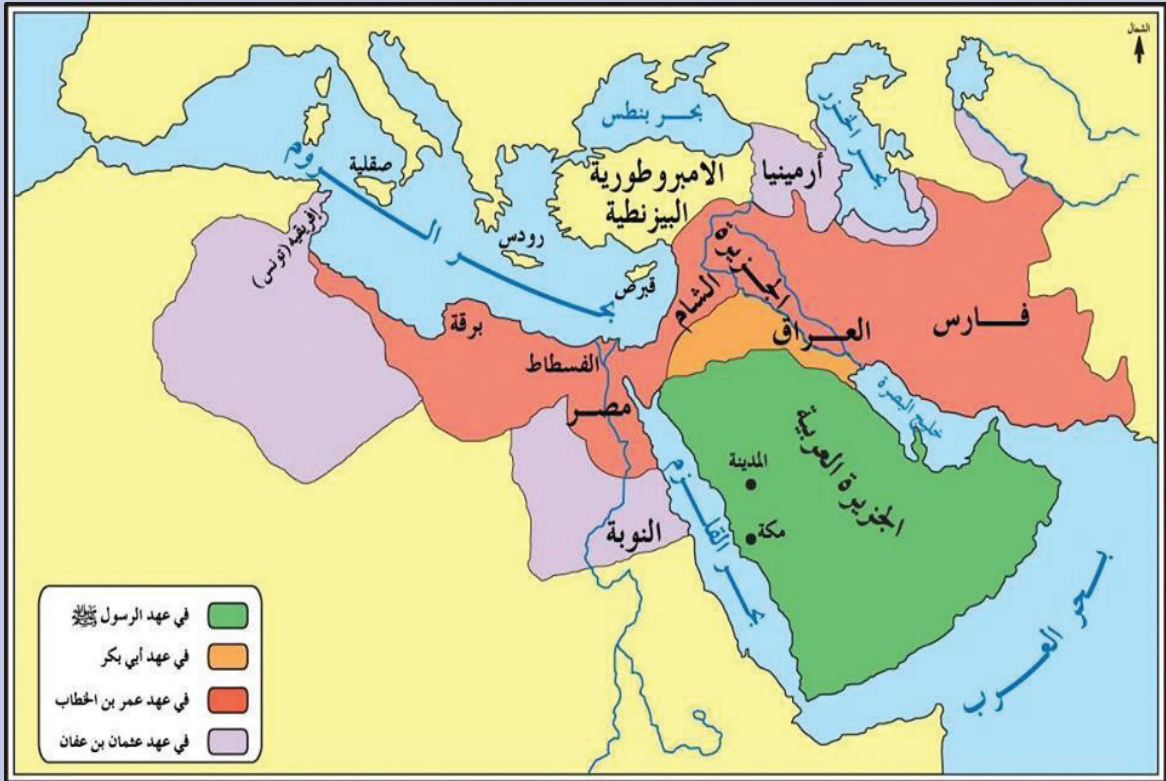 الشمال
بحر بنطس
بحر الخزر
صقلية
بحر الروم
الامبروطورية
البيزنطية
أرمينيا
إفريقية (تونس)
رودس
قبرص
الجزيرة
الشام
العراق
فارس
برقة
الفسطاط
مصر
خليج البصرة
المدينة
الجزيرة العربية
مكة
بحر القلزم
النوبة
بحر العرب
في عهد الرسول ﷺ
في عهد أبي بكر
في عهد عمر بن الخطاب
في عهد عثمان بن عفان